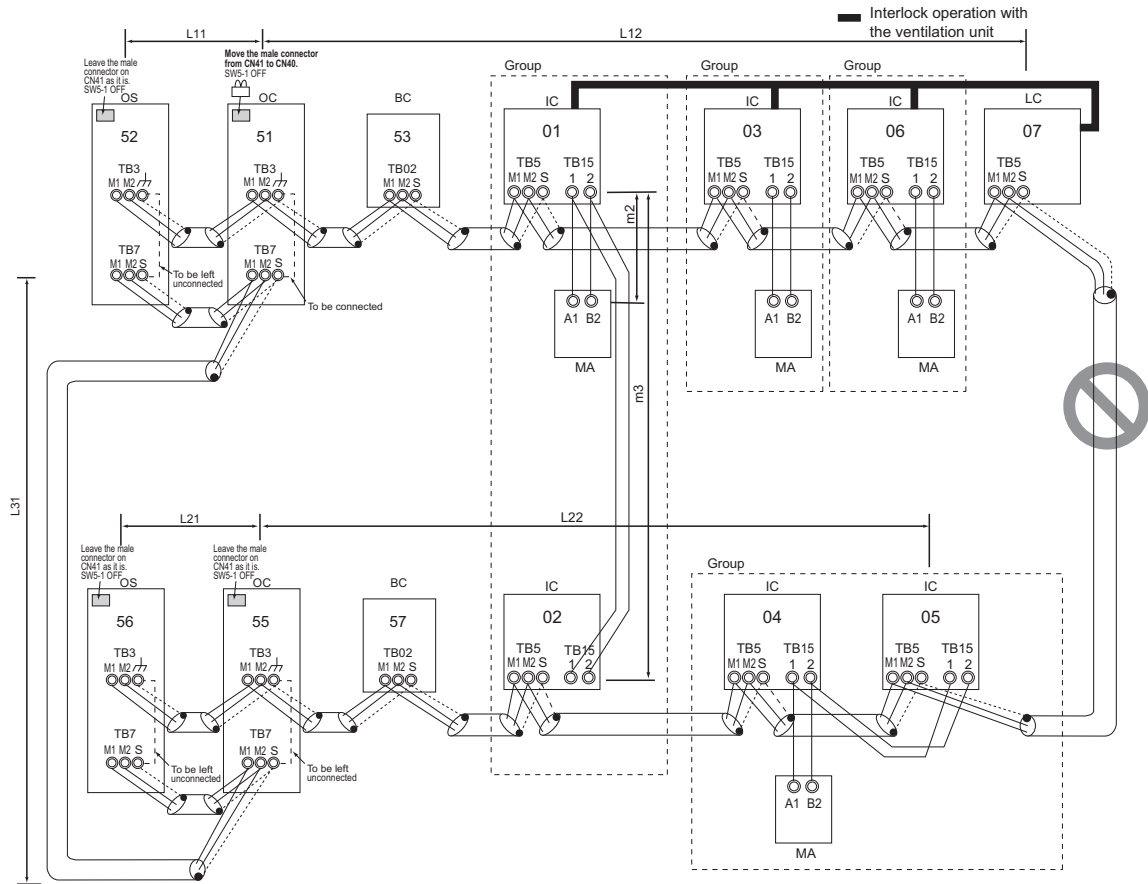 Interlock operation with
the ventilation unit
L11
L12
Leave the male
connector on
CN41 as it is.
SW5-1 OFF
Move the male connector
from CN41 to CN40.
SW5-1 OFF
Group
Group
Group
OS
OC
BC
IC
IC
IC
LC
52
51
53
01
03
06
07
TB3
TB3
TB02
TB5
TB15
TB5
TB15
TB5
TB15
TB5
M1 M2
M1 M2
M1 M2 S
M1 M2 S
1 2
M1 M2 S
1 2
M1 M2 S
1 2
M1 M2 S
m2
TB7
TB7
M1 M2 S
M1 M2 S
To be left
unconnected
To be connected
A1 B2
A1 B2
A1 B2
MA
MA
MA
m3
L31
L21
L22
Leave the male
connector on
CN41 as it is.
SW5-1 OFF
Leave the male
connector on
CN41 as it is.
SW5-1 OFF
Group
OS
OC
BC
IC
IC
IC
56
55
57
02
04
05
TB3
TB3
TB02
TB5
TB15
TB5
TB15
TB5
TB15
M1 M2
M1 M2
M1 M2 S
M1 M2 S
1 2
M1 M2 S
1 2
M1 M2 S
1 2
TB7
TB7
M1 M2 S
M1 M2 S
To be left
unconnected
To be left
unconnected
A1 B2
MA